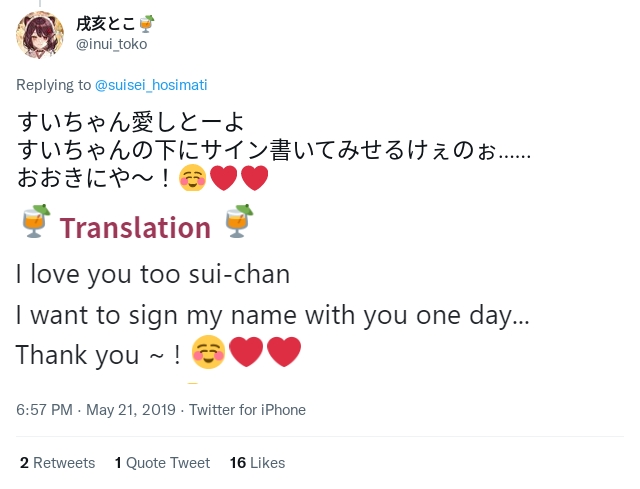 戌亥とこ🍹
@inui_toko
Replying to @suisei_hosimati
すいちゃん愛しとーよ
すいちゃんの下にサイン書いてみせるけぇのぉ......
おおきにや〜！☺️❤️❤️
🍹 Translation 🍹
I love you too sui-chan
I want to sign my name with you one day...
Thank you ~ ! ☺️❤️❤️
6:57 PM · May 21, 2019 · Twitter for iPhone
2 Retweets 1 Quote Tweet 16 Likes